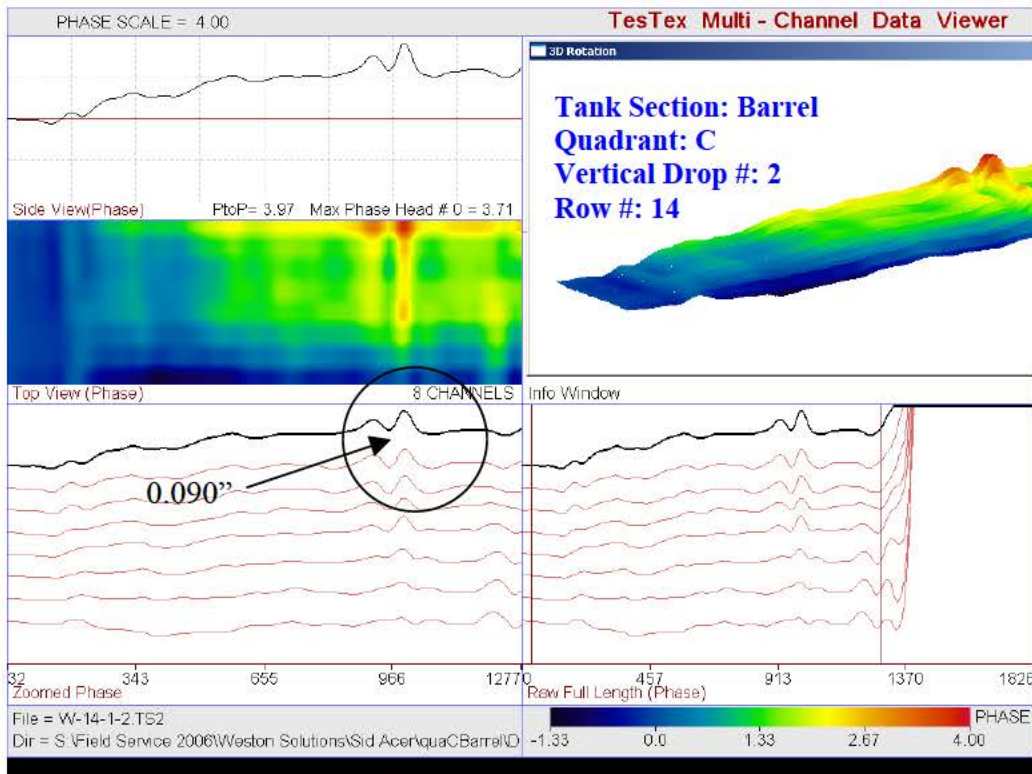 PHASE SCALE = 4.00
TesTex Multi - Channel Data Viewer
3D Rotation
Tank Section: Barrel
Quadrant: C
Vertical Drop #: 2
Row #: 14
Side View(Phase) PtoP= 3.97 Max Phase Head # 0 = 3.71
Top View (Phase) 8 CHANNELS
Info Window
0.090”
32 343 655 966 1277
Zoomed Phase
0 457 913 1370 1826
Raw Full Length (Phase)
File = W-14-1-2.TS2
Dir = S:\Field Service 2006\Weston Solutions\Sid Acer\quaCBarrel\D
PHASE
-1.33 0.0 1.33 2.67 4.00